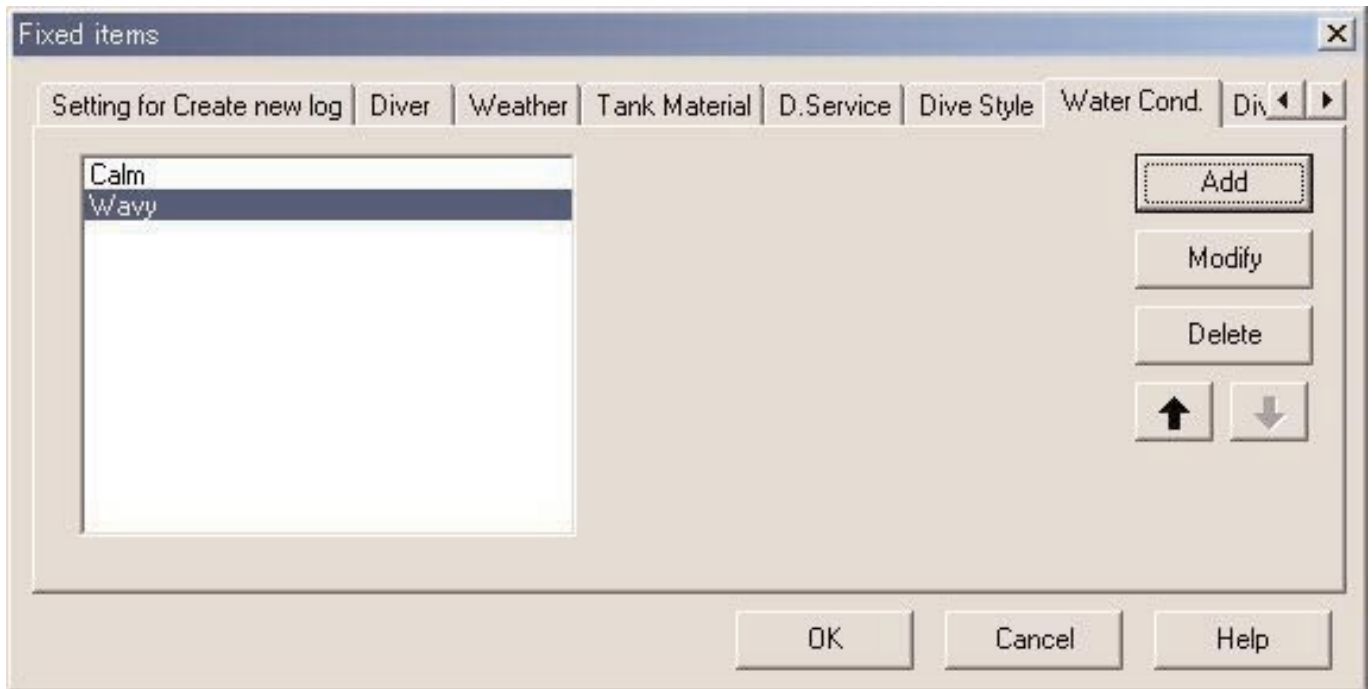 Fixed items
Setting for Create new log Diver Weather Tank Material D.Service Dive Style Water Cond. Div
Calm
Wavy
Add
Modify
Delete
OK Cancel Help